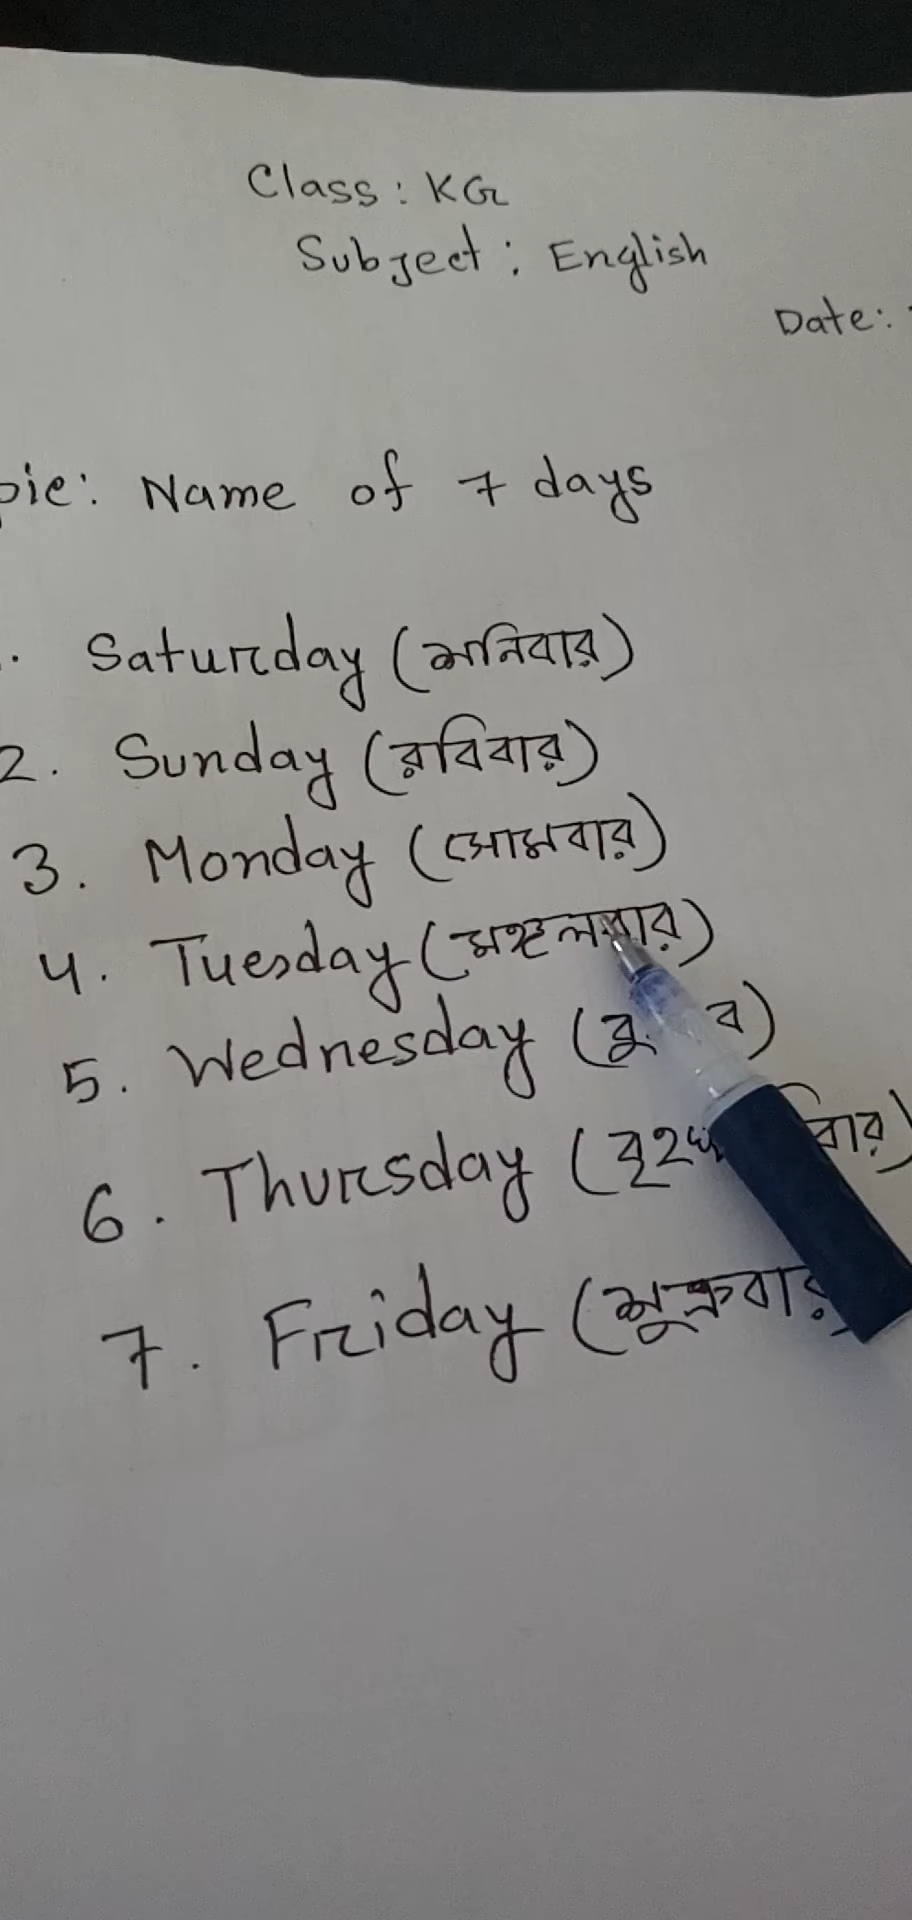 Class: KG
Subject: English
Date:
Name of 7 days
Saturday (শনিবার)
2. Sunday (রবিবার)
3. Monday (সোমবার)
4. Tuesday (মঙ্গলবার)
5. Wednesday
6. Thursday
7. Friday (শুক্রবার